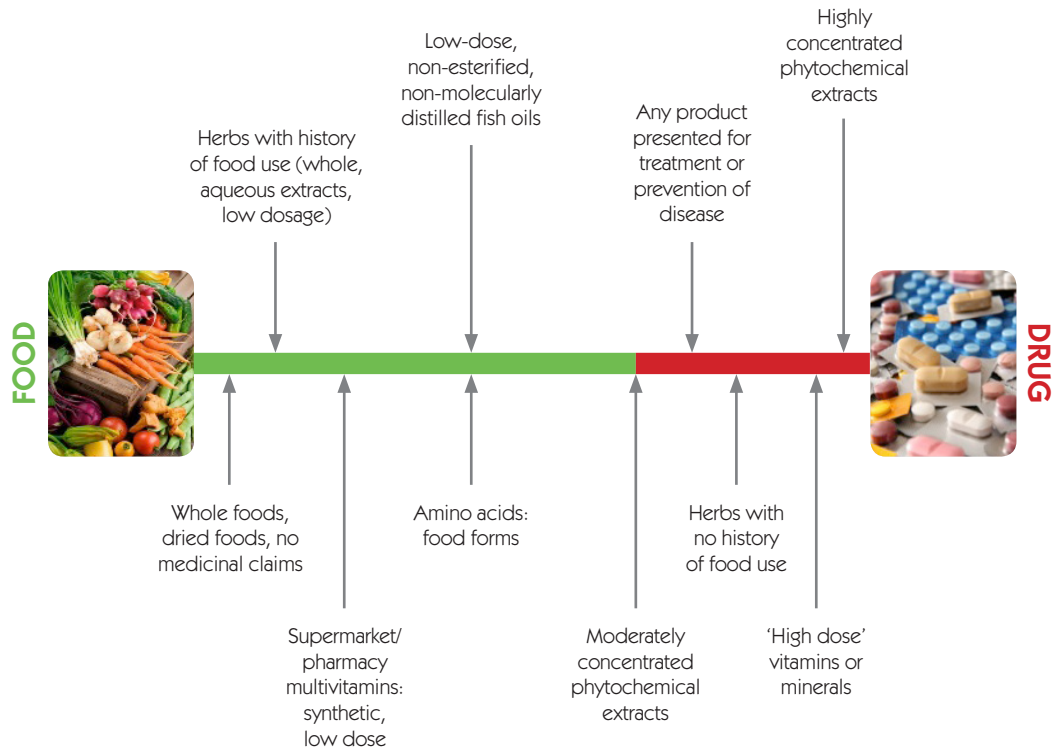 Highly
concentrated
phytochemical
extracts
Low-dose,
non-esterified,
non-molecularly
distilled fish oils
Any product
presented for
treatment or
prevention of
disease
Herbs with history
of food use (whole,
aqueous extracts,
low dosage)
FOOD
DRUG
Whole foods,
dried foods, no
medicinal claims
Amino acids:
food forms
Herbs with
no history
of food use
Supermarket/
pharmacy
multivitamins:
synthetic,
low dose
Moderately
concentrated
phytochemical
extracts
‘High dose’
vitamins or
minerals